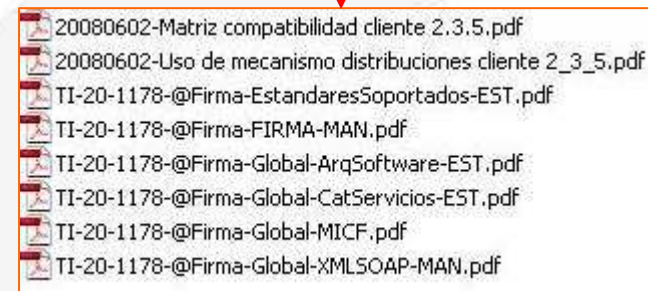 20080602-Matriz compatibilidad cliente 2.3.5.pdf
20080602-Uso de mecanismo distribuciones cliente 2_3_5.pdf
TI-20-1178-@Firma-EstandaresSoportados-EST.pdf
TI-20-1178-@Firma-FIRMA-MAN.pdf
TI-20-1178-@Firma-Global-ArqSoftware-EST.pdf
TI-20-1178-@Firma-Global-CatServicios-EST.pdf
TI-20-1178-@Firma-Global-MICF.pdf
TI-20-1178-@Firma-Global-XMLSOAP-MAN.pdf